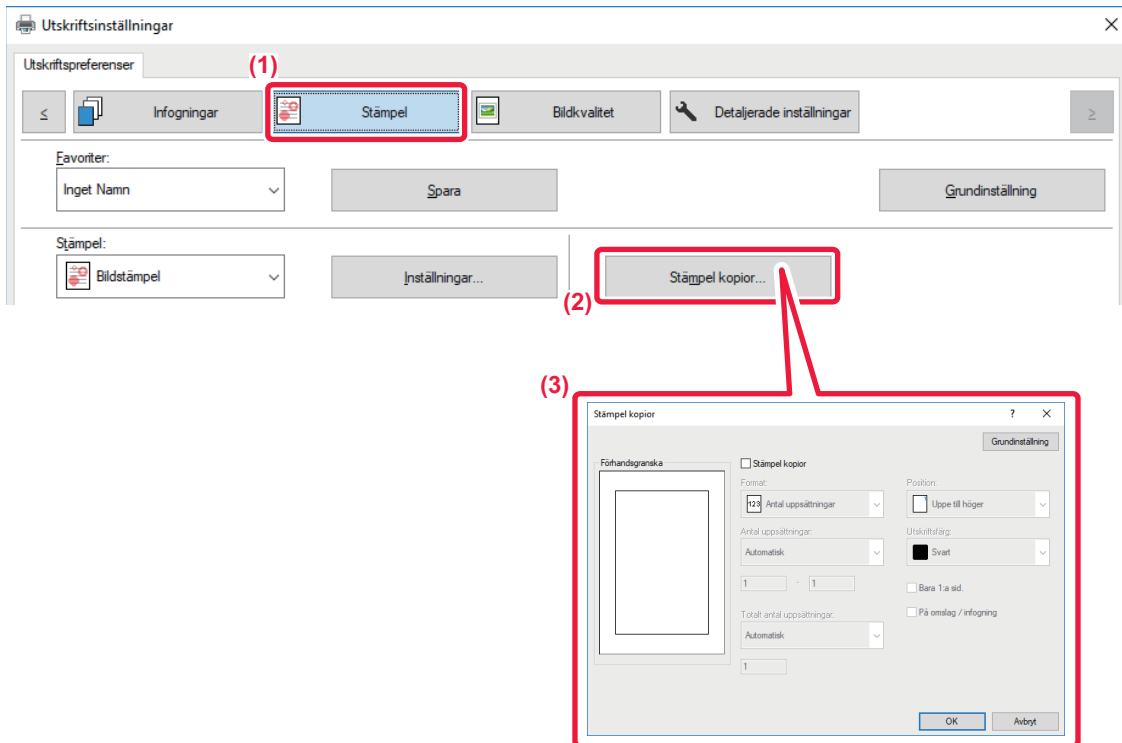 Utskriftsinställningar
Utskriftspreferenser
(1)
≤ Infogningar Stämpel Bildkvalitet Detaljerade inställningar ≥
Favoriter:
Inget Namn Spara Grundinställning
Stämpel:
Bildstämpel Inställningar... Stämpel kopior...
(2)
(3)
Stämpel kopior ? ×
Grundinställning
Förhandsgranska Stämpel kopior
Format: Position:
123 Antal uppsättningar Uppe till höger
Antal uppsättningar: Utskriftsfärg:
Automatisk Svart
1 - 1 Bara 1:a sid.
Totalt antal uppsättningar: På omslag / infogning
Automatisk
1
OK Avbryt